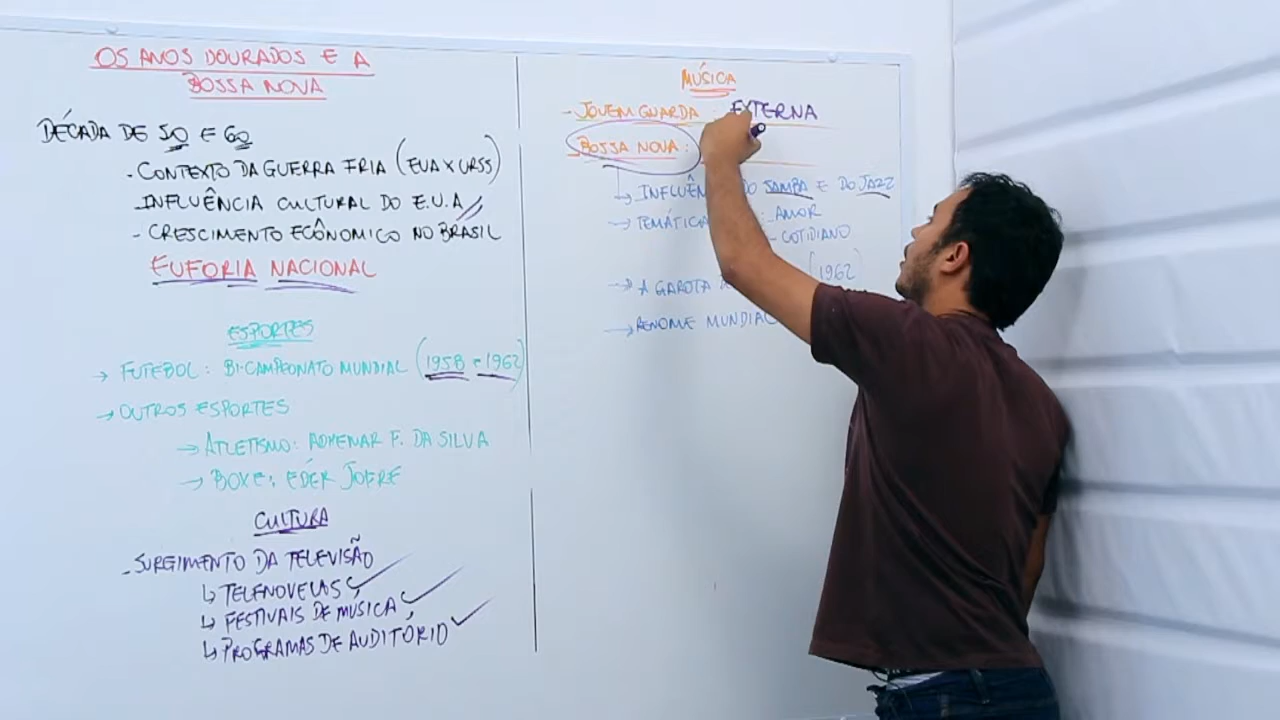 OS ANOS DOURADOS E A
BOSSA NOVA
DÉCADA DE 50 E 60
- CONTEXTO DA GUERRA FRIA (EUA X URSS)
- INFLUÊNCIA CULTURAL DO E.U.A
- CRESCIMENTO ECÔNOMICO NO BRASIL
EUFORIA NACIONAL
ESPORTES
→ FUTEBOL: BI-CAMPEONATO MUNDIAL (1958 e 1962)
→ OUTROS ESPORTES
→ ATLETISMO: ADHEMAR F. DA SILVA
→ BOXE: EDER JOFRE
CULTURA
- SURGIMENTO DA TELEVISÃO
↳ TELENOVELAS;
↳ FESTIVAIS DE MÚSICA;
↳ PROGRAMAS DE AUDITÓRIO
MÚSICA
- JOVEM GUARDA: EXTERNA
- BOSSA NOVA:
↳ INFLUÊN DO SAMBA E DO JAZZ
→ TEMÁTICA : AMOR
- COTIDIANO
→ A GAROTA (1962)
→ RENOME MUNDIAL